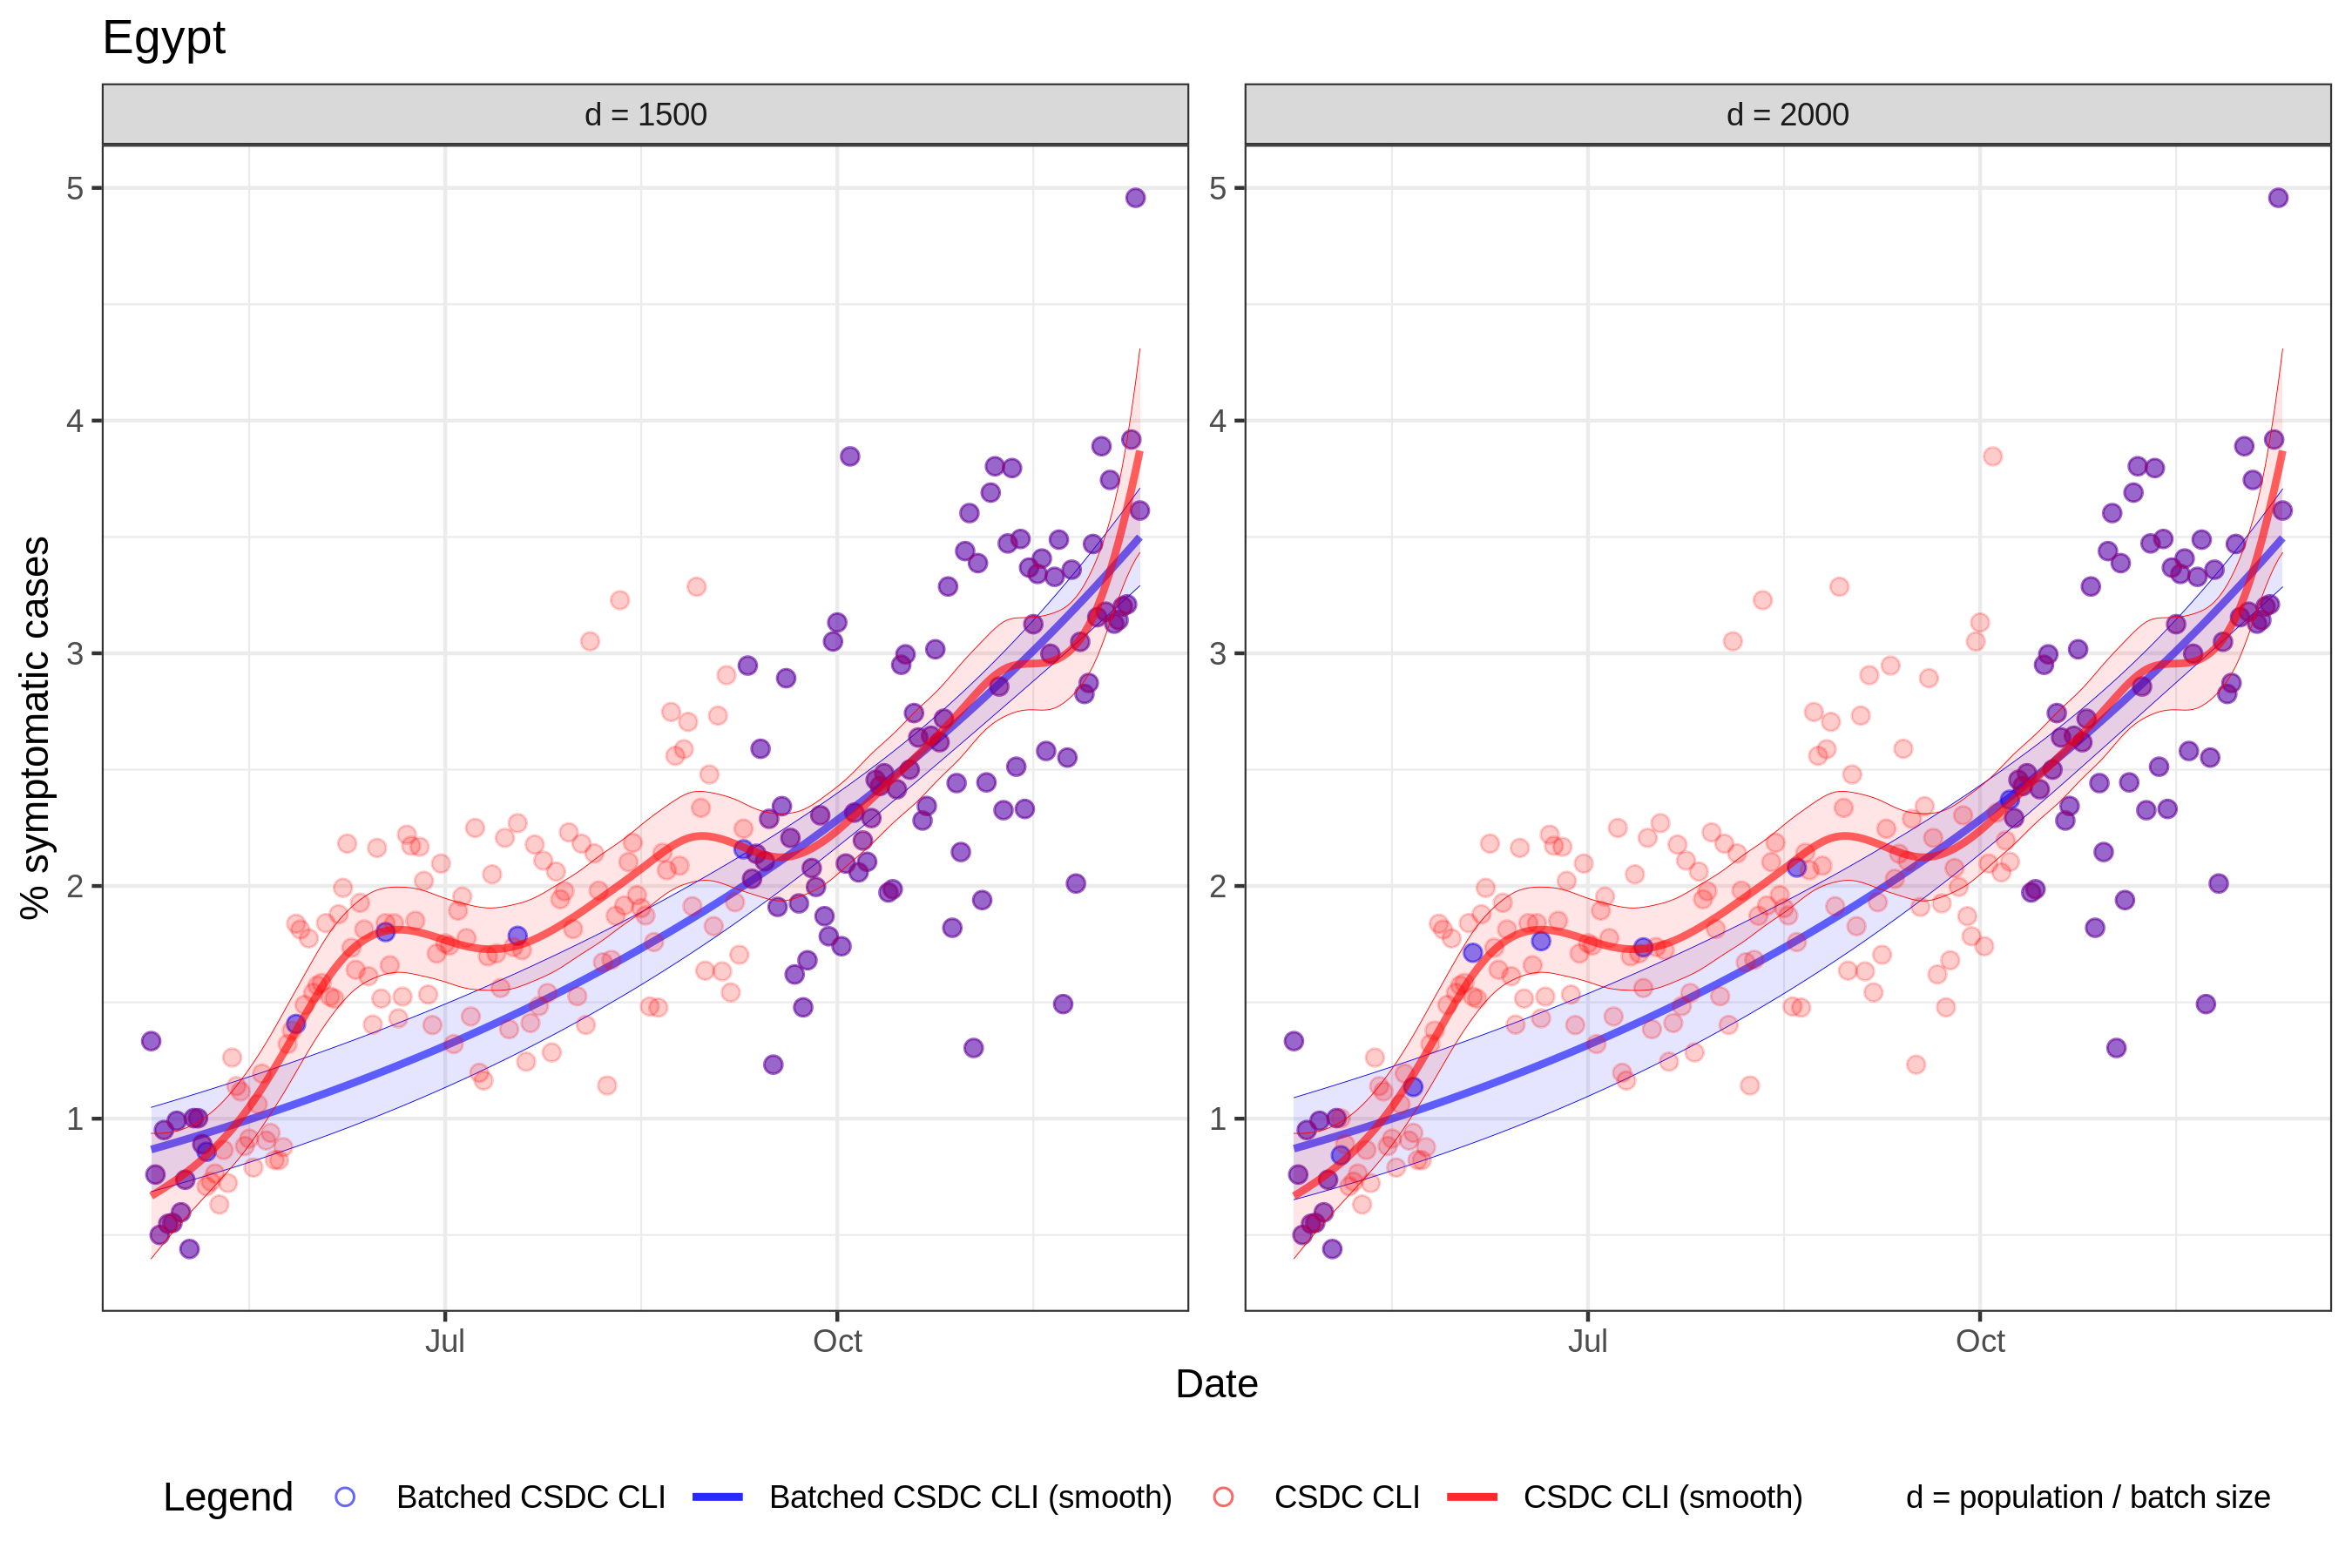 Egypt
d = 1500
d = 2000
% symptomatic cases
5
4
3
2
1
5
4
3
2
1
Jul
Oct
Jul
Oct
Date
Legend
Batched CSDC CLI
Batched CSDC CLI (smooth)
CSDC CLI
CSDC CLI (smooth)
d = population / batch size